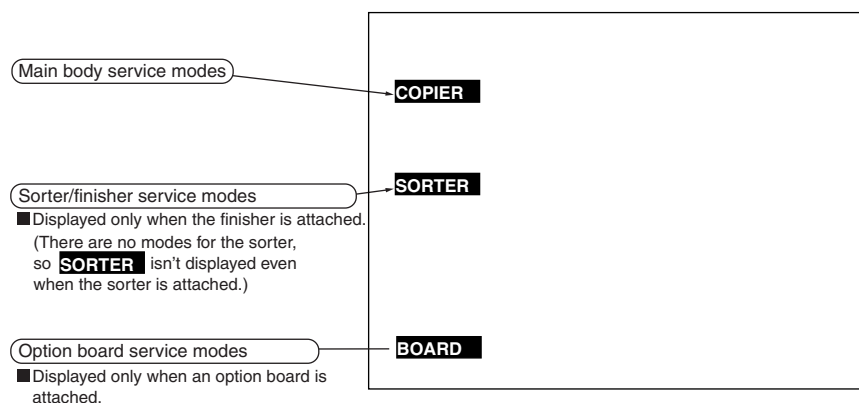 Main body service modes
COPIER
Sorter/finisher service modes
SORTER
■Displayed only when the finisher is attached.
(There are no modes for the sorter,
so SORTER isn't displayed even
when the sorter is attached.)
Option board service modes
BOARD
■Displayed only when an option board is
attached.